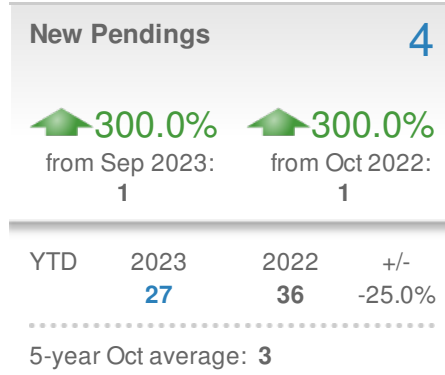 New Pendings 4
300.0% 300.0%
from Sep 2023: from Oct 2022:
1 1
YTD 2023 2022 +/-
27 36 -25.0%
5-year Oct average: 3